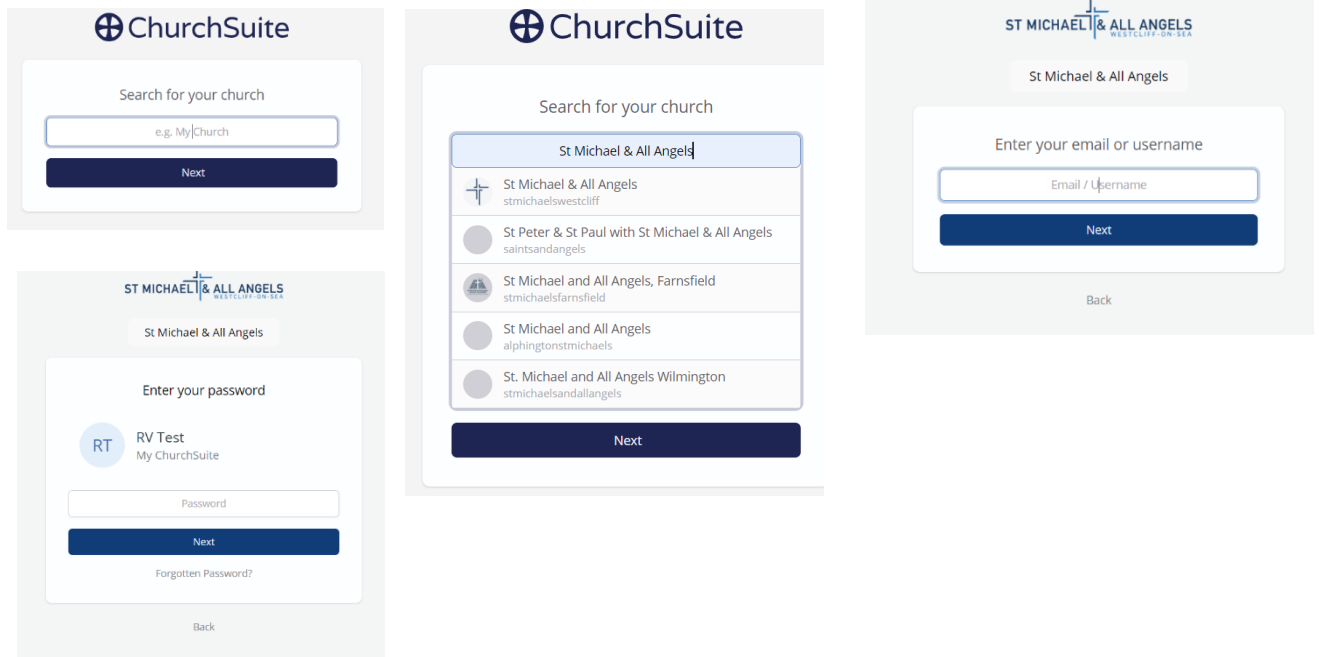 ChurchSuite
Search for your church
e.g. My Church
Next
ChurchSuite
Search for your church
St Michael & All Angels
St Michael & All Angels
stmichaelswestcliff
St Peter & St Paul with St Michael & All Angels
saintsandangels
St Michael and All Angels, Farnsfield
stmichaelsfarnsfield
St Michael and All Angels
alphingtonstmichaels
St. Michael and All Angels Wilmington
stmichaelsandallangels
Next
ST MICHAEL & ALL ANGELS
WESTCLIFF-ON-SEA
St Michael & All Angels
Enter your email or username
Email / Username
Next
Back
ST MICHAEL & ALL ANGELS
WESTCLIFF-ON-SEA
St Michael & All Angels
Enter your password
RT
RV Test
My ChurchSuite
Password
Next
Forgotten Password?
Back